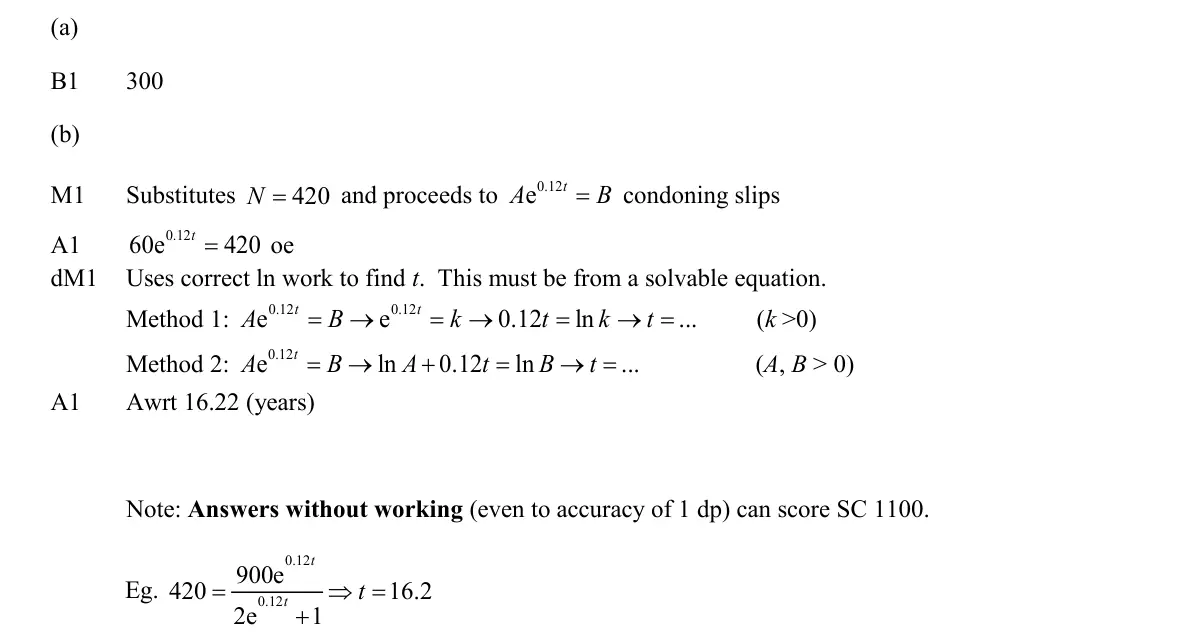 (a)
B1 300
(b)
M1 Substitutes N = 420 and proceeds to Ae^{0.12t} = B condoning slips
A1 60e^{0.12t} = 420 oe
dM1 Uses correct ln work to find t. This must be from a solvable equation.
Method 1: Ae^{0.12t} = B → e^{0.12t} = k → 0.12t = ln k → t = ... (k >0)
Method 2: Ae^{0.12t} = B → ln A + 0.12t = ln B → t = ... (A, B > 0)
A1 Awrt 16.22 (years)
Note: Answers without working (even to accuracy of 1 dp) can score SC 1100.
Eg. 420 = \frac{900e^{0.12t}}{2e^{0.12t} + 1} ⇒ t = 16.2